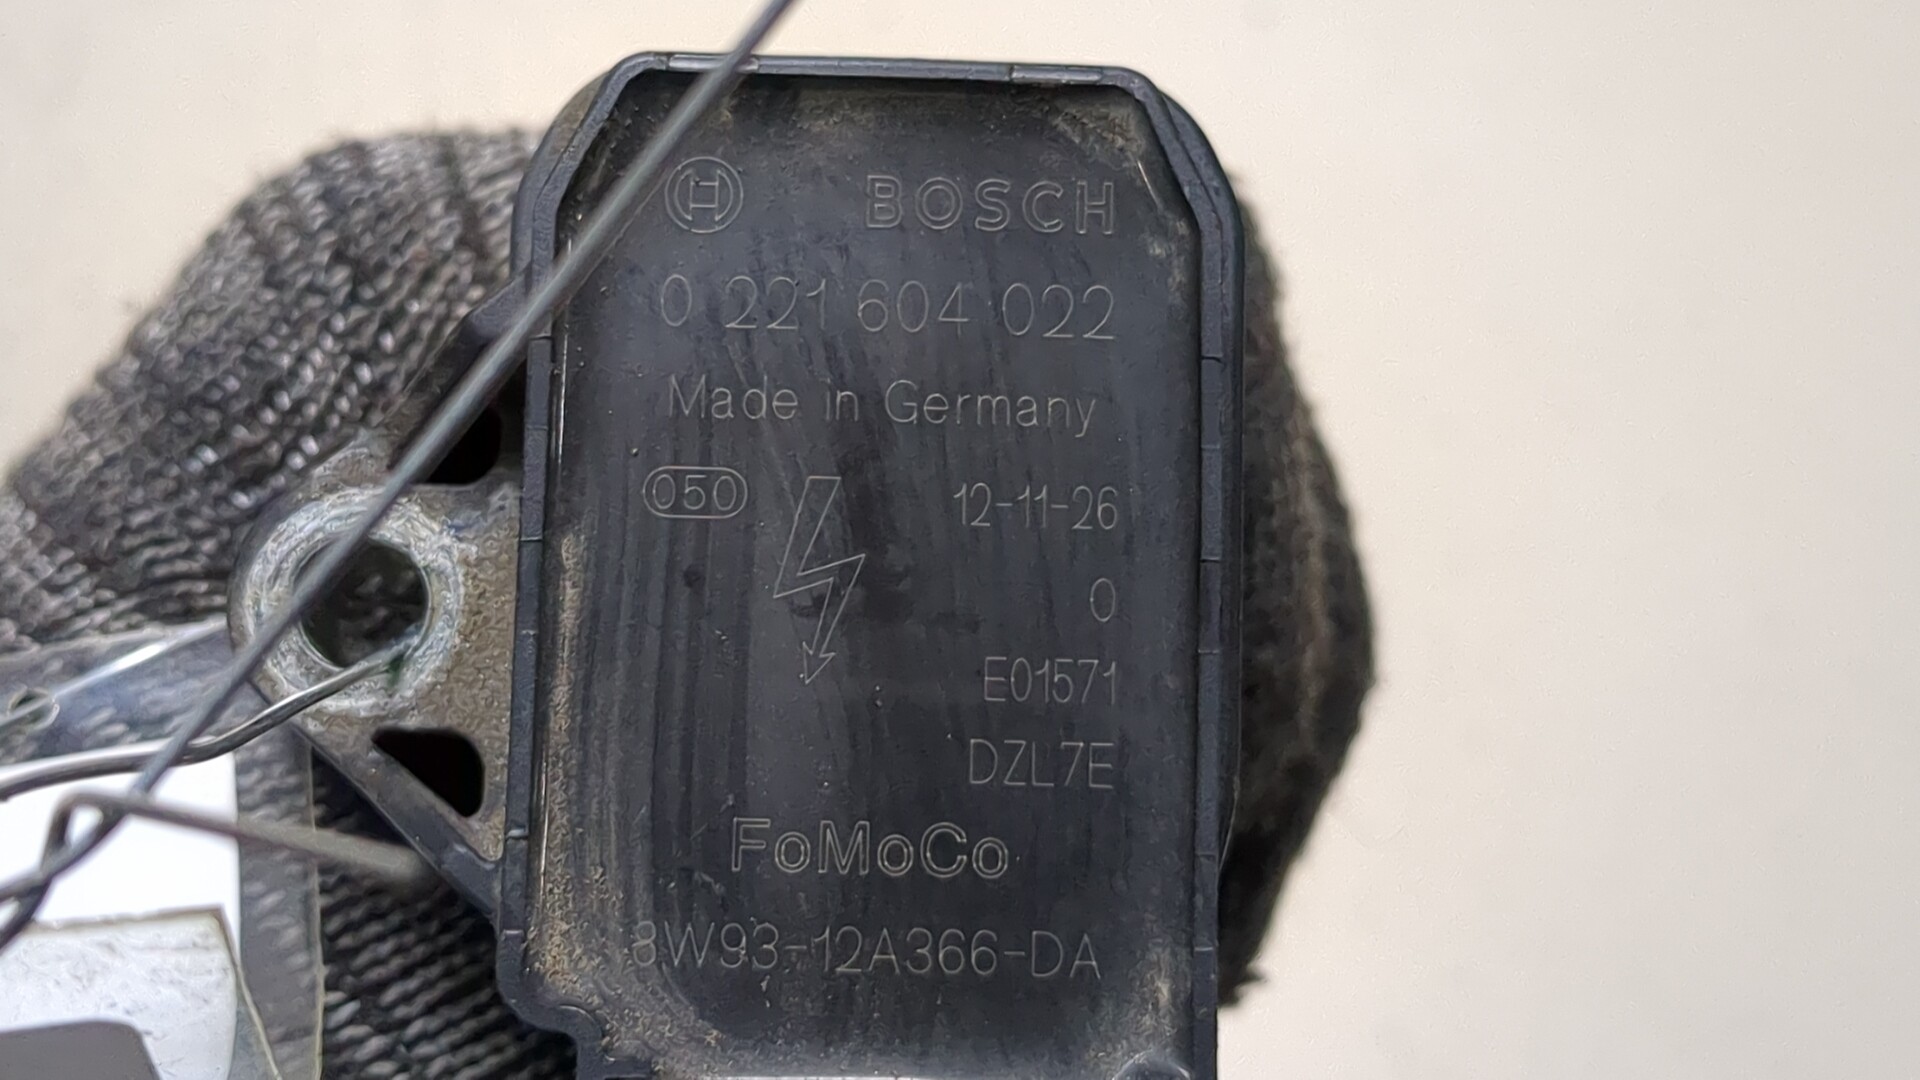 BOSCH
0 221 604 022
Made in Germany
050 12-11-26
0
E01571
DZL7E
FoMoCo
8W93-12A366-DA